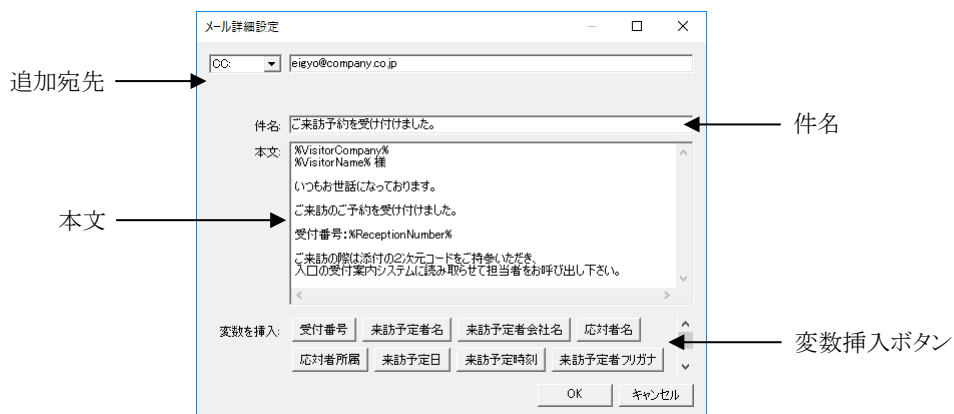 メール詳細設定
CC:
eigyo@company.co.jp
追加宛先
件名:
ご来訪予約を受け付けました。
件名
本文:
%VisitorCompany%
%VisitorName% 様
いつもお世話になっております。
ご来訪のご予約を受け付けました。
本文
受付番号:%ReceptionNumber%
ご来訪の際は添付の2次元コードをご持参いただき、
入口の受付案内システムに読み取らせて担当者をお呼び出し下さい。
変数を挿入:
受付番号 来訪予定者名 来訪予定者会社名 応対者名
変数挿入ボタン
応対者所属 来訪予定日 来訪予定時刻 来訪予定者フリガナ
OK キャンセル